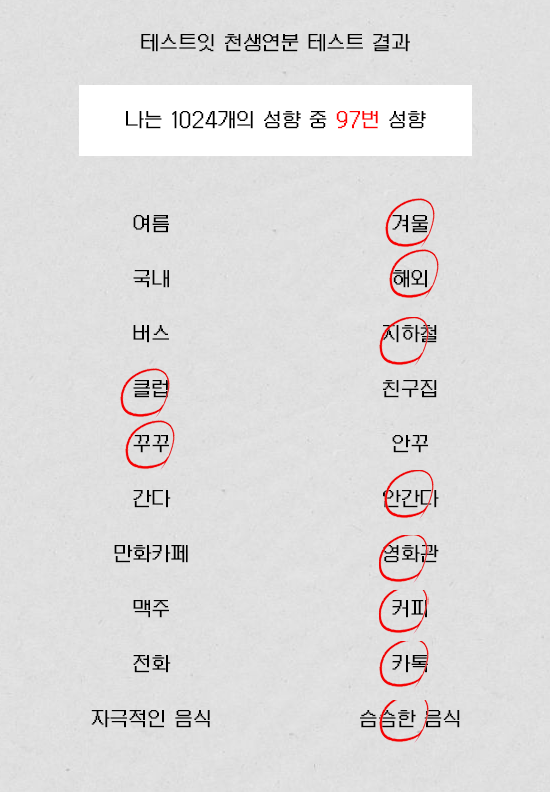 테스트잇 천생연분 테스트 결과
나는 1024개의 성향 중 97번 성향
여름 겨울
국내 해외
버스 지하철
클럽 친구집
꾸꾸 안꾸
간다 안간다
만화카페 영화관
맥주 커피
전화 카톡
자극적인 음식 슴슴한 음식